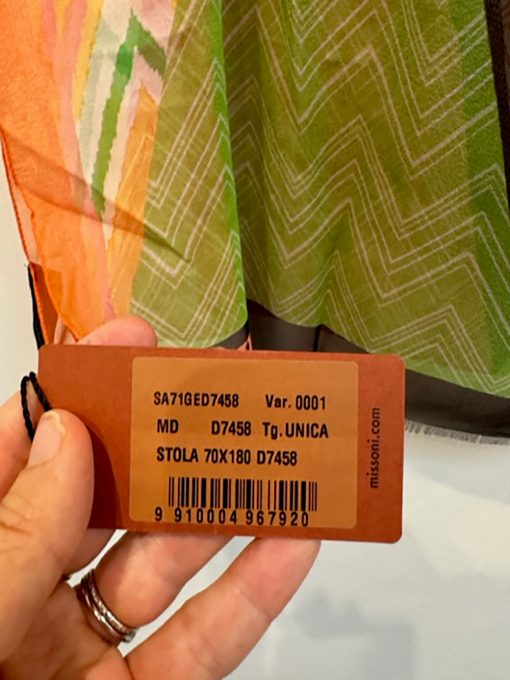 SA71GED7458 Var. 0001
MD D7458 Tg. UNICA
STOLA 70X180 D7458
9 910004 967920
missoni.com